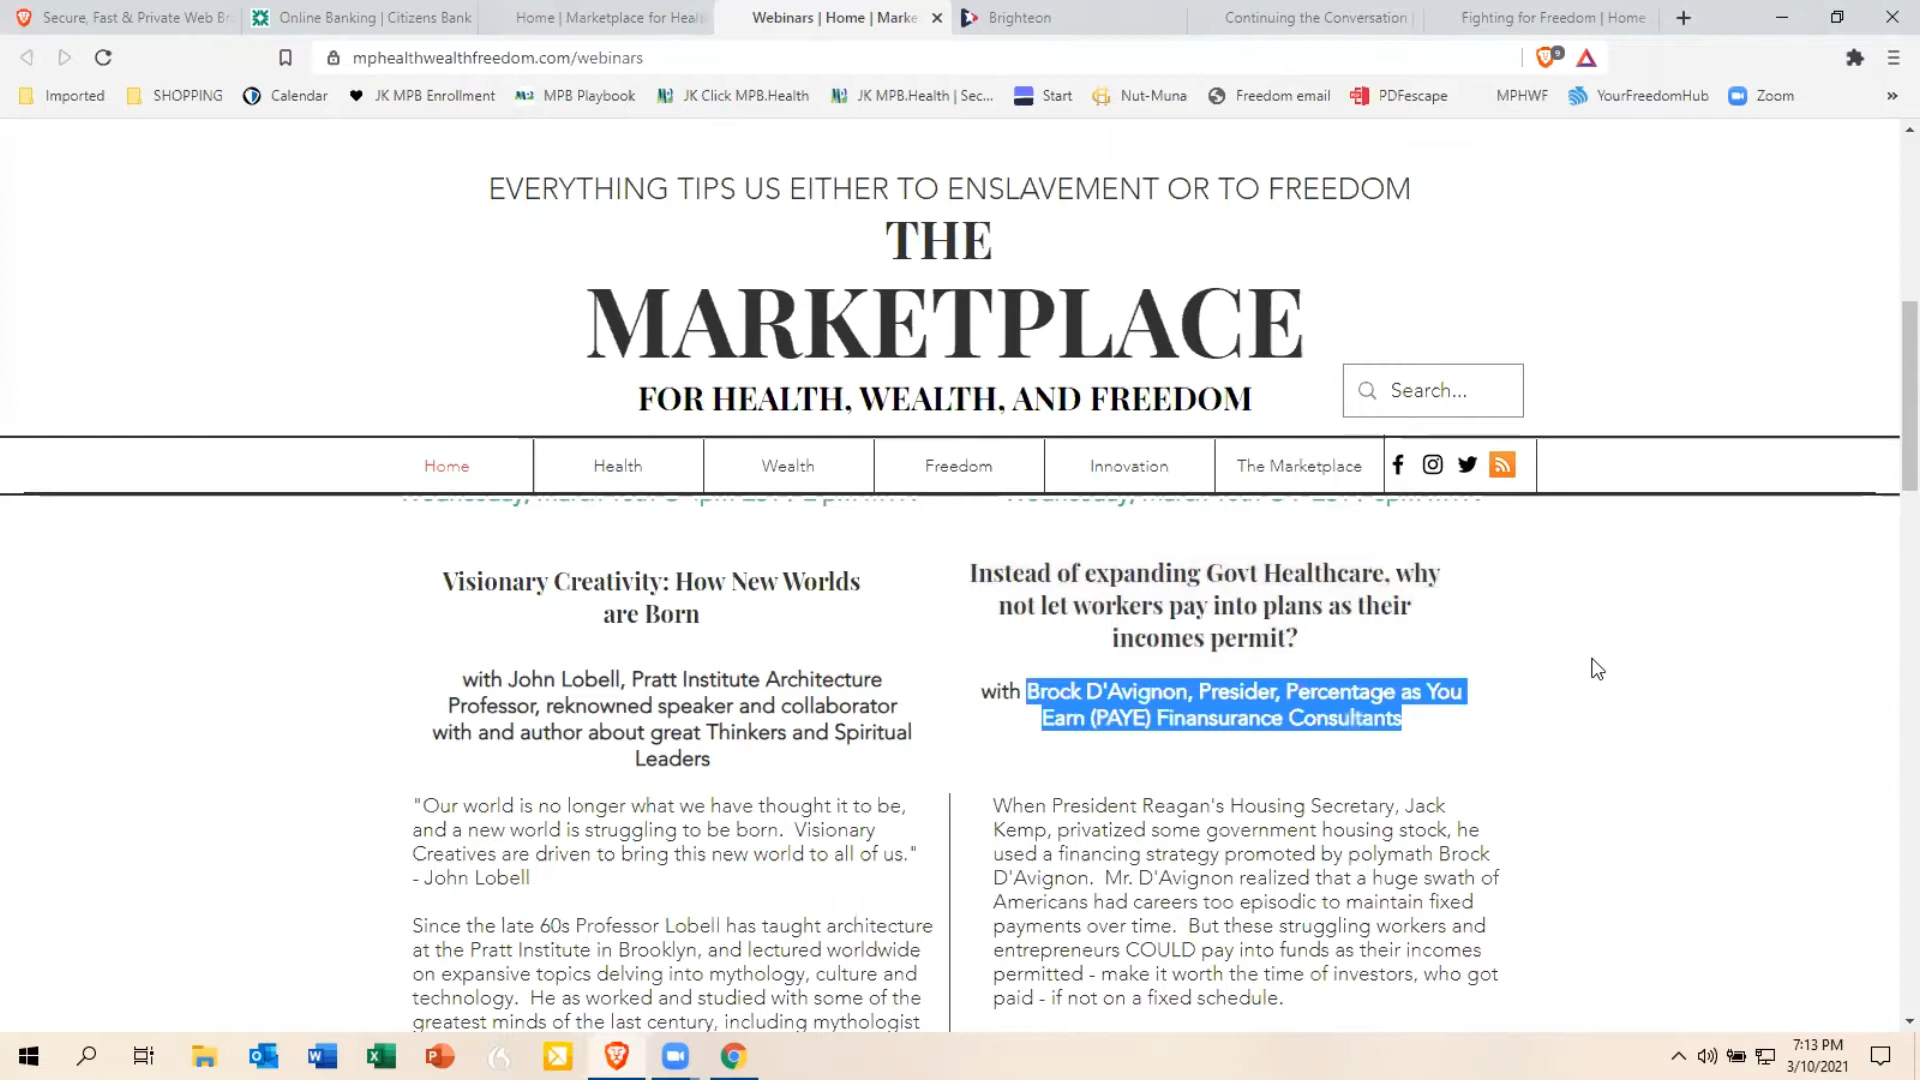 Secure, Fast & Private Web Br
Online Banking | Citizens Bank
Home | Marketplace for Heal
Webinars | Home | Marke
Brighteon
Continuing the Conversation |
Fighting for Freedom | Home
mphealthwealthfreedom.com/webinars
9
Imported
SHOPPING
Calendar
JK MPB Enrollment
MPB Playbook
JK Click MPB.Health
JK MPB.Health | Sec...
Start
Nut-Muna
Freedom email
PDFescape
MPHWF
YourFreedomHub
Zoom
»
EVERYTHING TIPS US EITHER TO ENSLAVEMENT OR TO FREEDOM
THE
MARKETPLACE
FOR HEALTH, WEALTH, AND FREEDOM
Search...
Home
Health
Wealth
Freedom
Innovation
The Marketplace
Visionary Creativity: How New Worlds
are Born
with John Lobell, Pratt Institute Architecture
Professor, reknowned speaker and collaborator
with and author about great Thinkers and Spiritual
Leaders
"Our world is no longer what we have thought it to be,
and a new world is struggling to be born. Visionary
Creatives are driven to bring this new world to all of us."
- John Lobell
Since the late 60s Professor Lobell has taught architecture
at the Pratt Institute in Brooklyn, and lectured worldwide
on expansive topics delving into mythology, culture and
technology. He as worked and studied with some of the
greatest minds of the last century, including mythologist
Instead of expanding Govt Healthcare, why
not let workers pay into plans as their
incomes permit?
with Brock D'Avignon, Presider, Percentage as You
Earn (PAYE) Finansurance Consultants
When President Reagan's Housing Secretary, Jack
Kemp, privatized some government housing stock, he
used a financing strategy promoted by polymath Brock
D'Avignon. Mr. D'Avignon realized that a huge swath of
Americans had careers too episodic to maintain fixed
payments over time. But these struggling workers and
entrepreneurs COULD pay into funds as their incomes
permitted - make it worth the time of investors, who got
paid - if not on a fixed schedule.
7:13 PM
3/10/2021